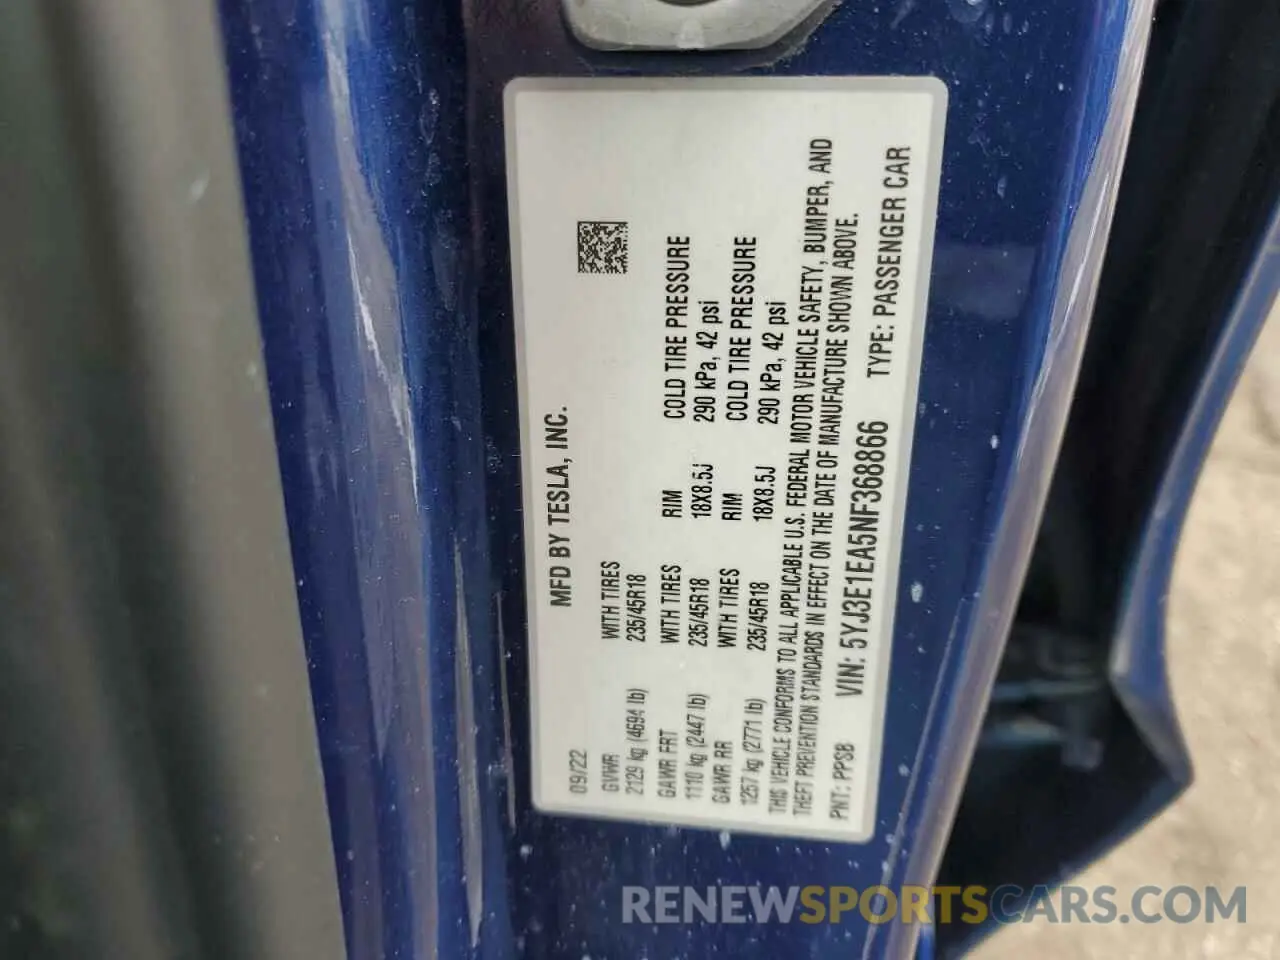 MFD BY TESLA, INC.
09/22
GVWR WITH TIRES
2129 kg (4694 lb) 235/45R18
GAWR FRT WITH TIRES RIM COLD TIRE PRESSURE
1110 kg (2447 lb) 235/45R18 18X8.5J 290 kPa, 42 psi
GAWR RR WITH TIRES RIM COLD TIRE PRESSURE
1257 kg (2771 lb) 235/45R18 18X8.5J 290 kPa, 42 psi
THIS VEHICLE CONFORMS TO ALL APPLICABLE U.S. FEDERAL MOTOR VEHICLE SAFETY, BUMPER, AND
THEFT PREVENTION STANDARDS IN EFFECT ON THE DATE OF MANUFACTURE SHOWN ABOVE.
PNT: PPSB VIN: 5YJ3E1EA5NF368866 TYPE: PASSENGER CAR
RENEWSPORTSCARS.COM